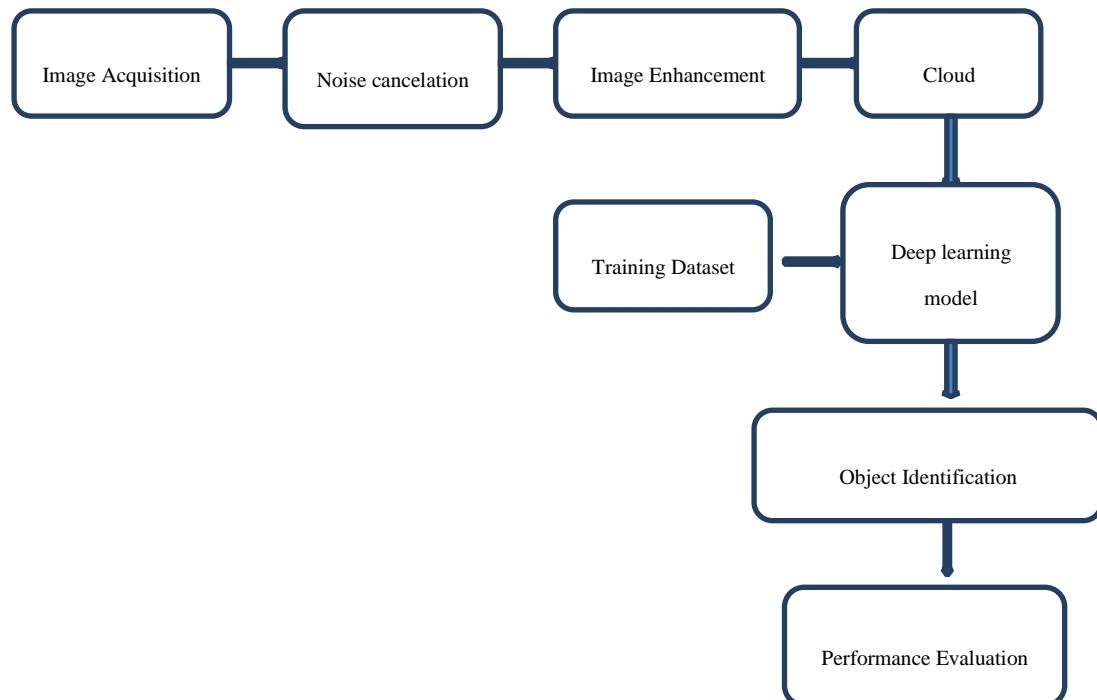 Image Acquisition
Noise cancelation
Image Enhancement
Cloud
Training Dataset
Deep learning
model
Object Identification
Performance Evaluation